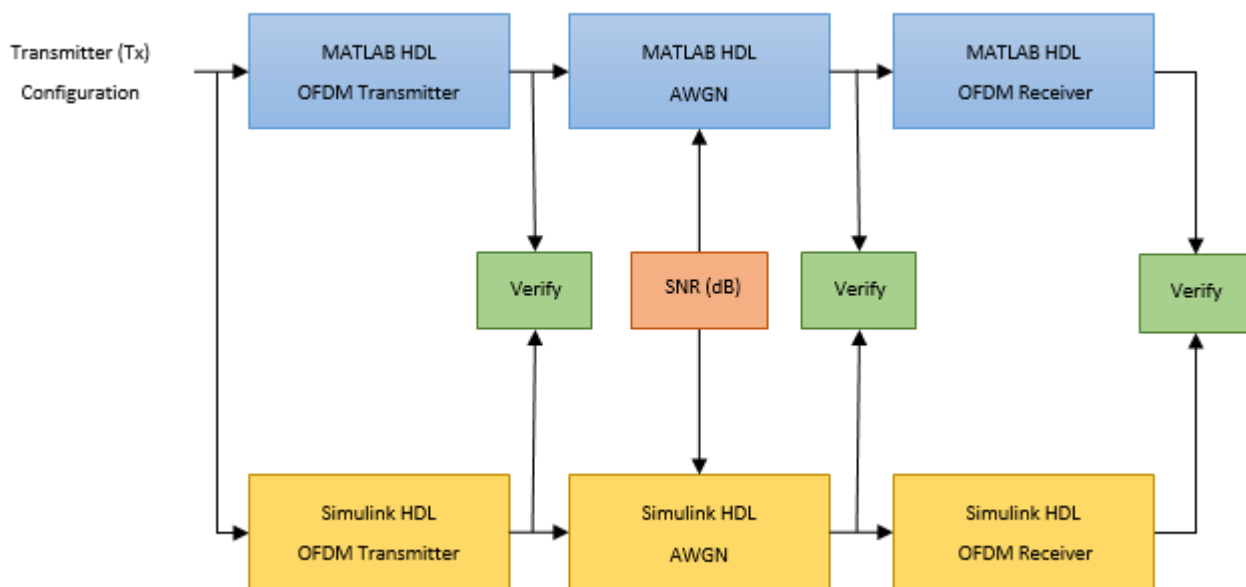 Transmitter (Tx)
Configuration
MATLAB HDL
OFDM Transmitter
MATLAB HDL
AWGN
MATLAB HDL
OFDM Receiver
Verify
SNR (dB)
Verify
Verify
Simulink HDL
OFDM Transmitter
Simulink HDL
AWGN
Simulink HDL
OFDM Receiver